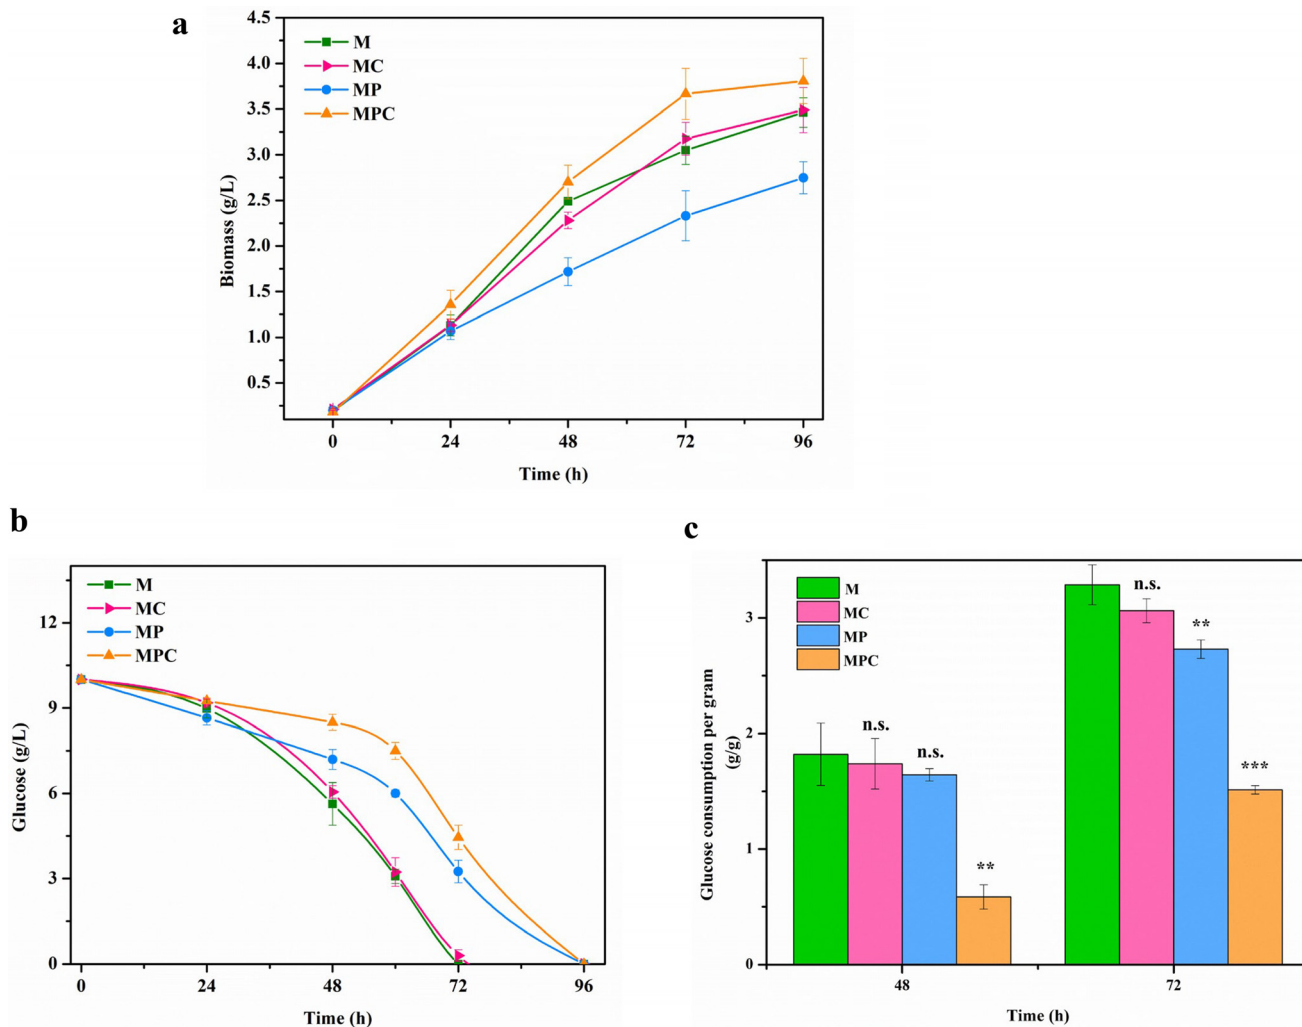 a
4.5
4.0
3.5
3.0
2.5
2.0
1.5
1.0
0.5
Biomass (g/L)
M
MC
MP
MPC
0 24 48 72 96
Time (h)
b
12
9
6
3
0
Glucose (g/L)
M
MC
MP
MPC
0 24 48 72 96
Time (h)
c
3
2
1
0
Glucose consumption per gram
(g/g)
M
MC
MP
MPC
n.s. n.s. **
n.s. ** ***
48 72
Time (h)